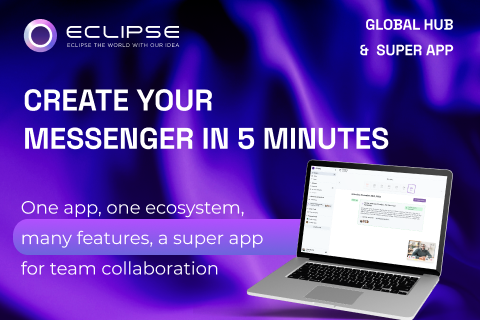 ECLIPSE
ECLIPSE THE WORLD WITH OUR IDEA
GLOBAL HUB
& SUPER APP
CREATE YOUR
MESSENGER IN 5 MINUTES
One app, one ecosystem,
many features, a super app
for team collaboration